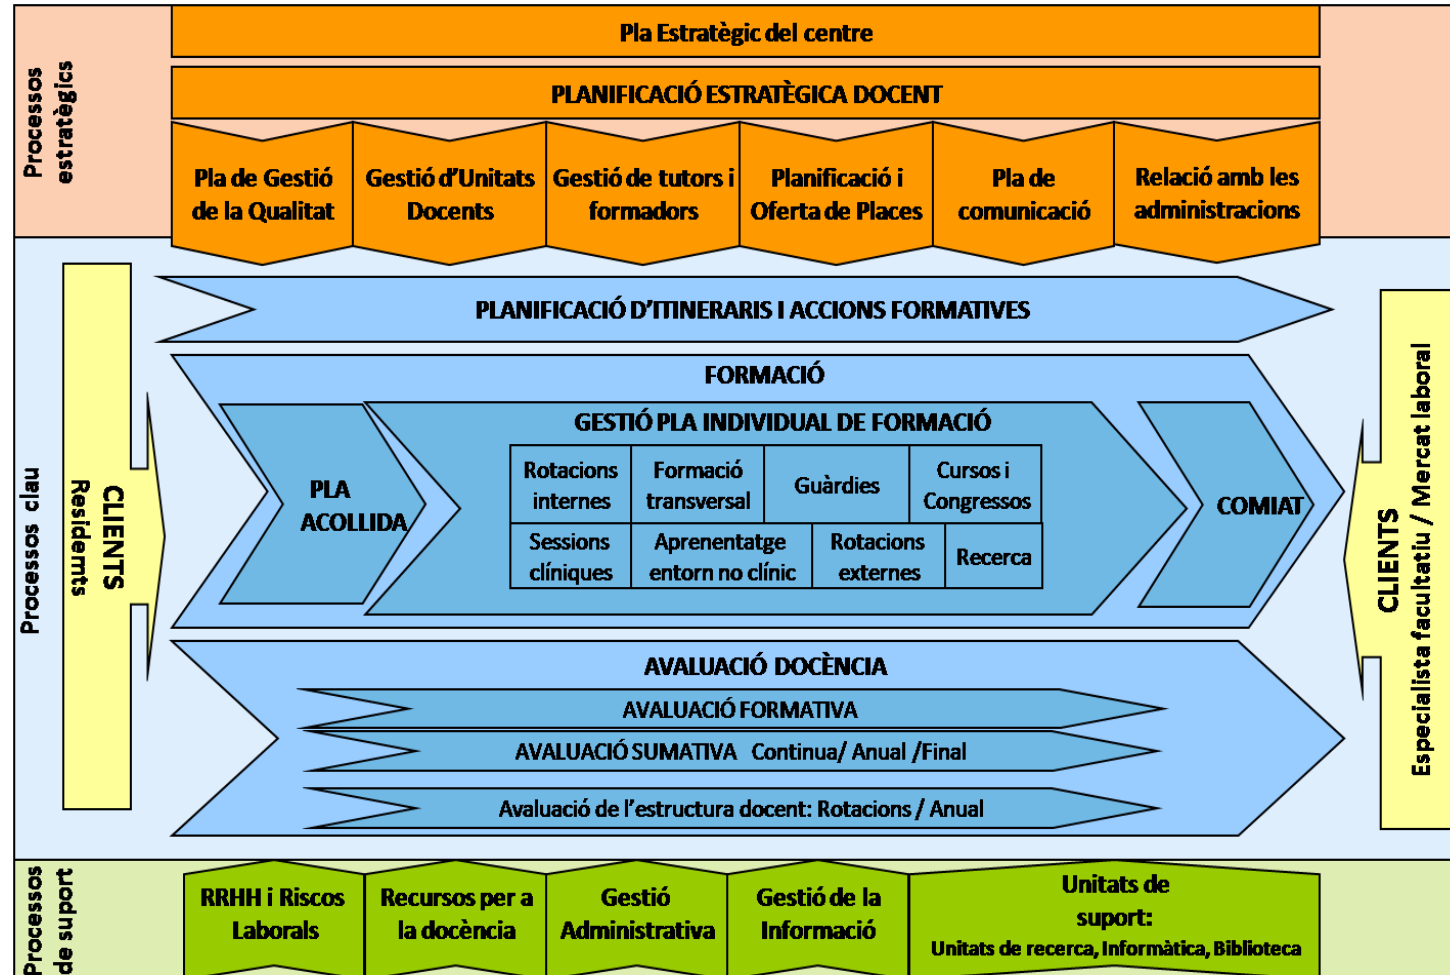 Processos
estratègics
Pla Estratègic del centre
PLANIFICACIÓ ESTRATÈGICA DOCENT
Pla de Gestió
de la Qualitat
Gestió d'Unitats
Docents
Gestió de tutors i
formadors
Planificació i
Oferta de Places
Pla de
comunicació
Relació amb les
administracions
Processos clau
CLIENTS
Residemts
PLANIFICACIÓ D'ITINERARIS I ACCIONS FORMATIVES
FORMACIÓ
PLA
ACOLLIDA
GESTIÓ PLA INDIVIDUAL DE FORMACIÓ
Rotacions
internes
Formació
transversal
Guàrdies
Cursos i
Congressos
Sessions
clíniques
Aprenentatge
entorn no clínic
Rotacions
externes
Recerca
COMIAT
AVALUACIÓ DOCÈNCIA
AVALUACIÓ FORMATIVA
AVALUACIÓ SUMATIVA Continua/ Anual /Final
Avaluació de l'estructura docent: Rotacions / Anual
CLIENTS
Especialista facultatiu / Mercat laboral
Processos
de suport
RRHH i Riscos
Laborals
Recursos per a
la docència
Gestió
Administrativa
Gestió de la
Informació
Unitats de
suport:
Unitats de recerca, Informàtica, Biblioteca